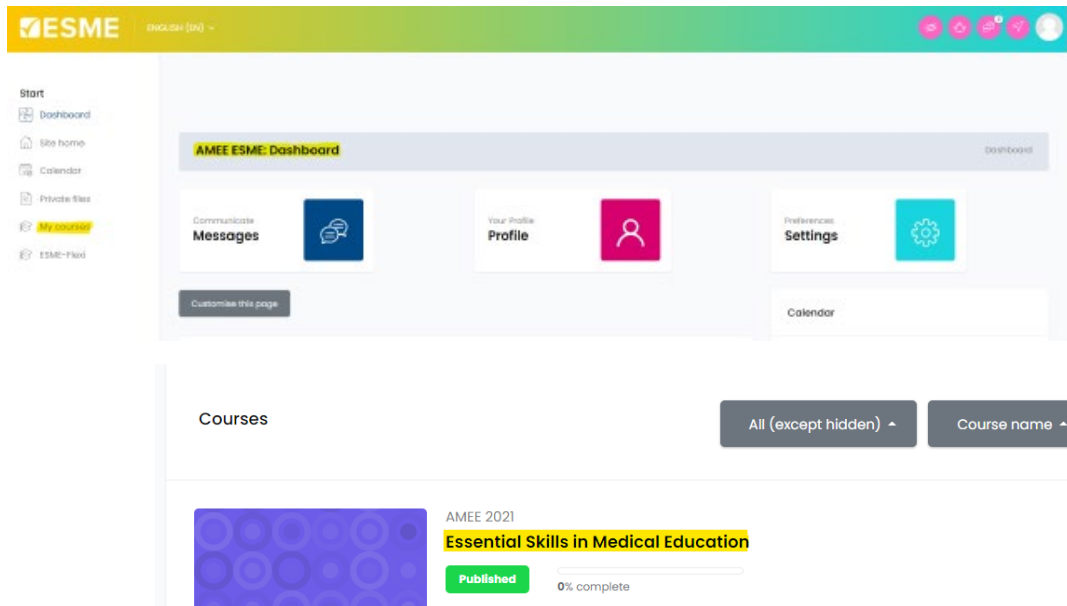 ESME
ENGLISH (EN)
Start
Dashboard
Site home
Calendar
Private files
My courses
ESME-Flexi
AMEE ESME: Dashboard
Dashboard
Communicate
Messages
Your Profile
Profile
Preferences
Settings
Customise this page
Calendar
Courses
All (except hidden)
Course name
AMEE 2021
Essential Skills in Medical Education
Published
0% complete